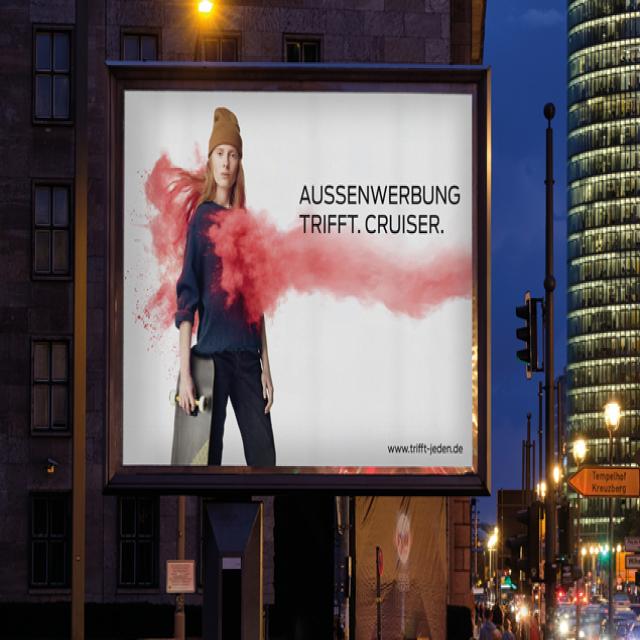 AUSSENWERBUNG
TRIFFT. CRUISER.
www.trifft-jeden.de
Tempelhof
Kreuzberg